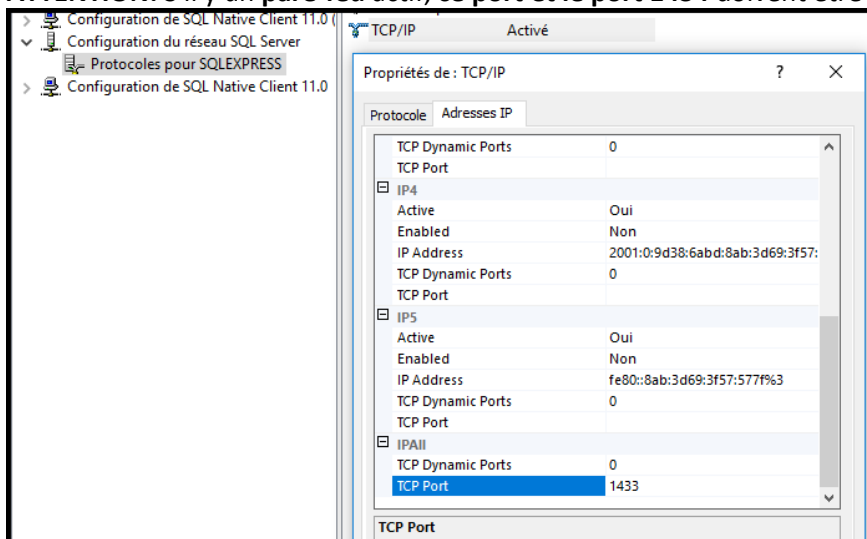 Configuration de SQL Native Client 11.0 (
Configuration du réseau SQL Server
Protocoles pour SQLEXPRESS
Configuration de SQL Native Client 11.0
TCP/IP Activé
Propriétés de : TCP/IP ? ×
Protocole Adresses IP
TCP Dynamic Ports 0
TCP Port
IP4
Active Oui
Enabled Non
IP Address 2001:0:9d38:6abd:8ab:3d69:3f57:
TCP Dynamic Ports 0
TCP Port
IP5
Active Oui
Enabled Non
IP Address fe80::8ab:3d69:3f57:577f%3
TCP Dynamic Ports 0
TCP Port
IPAll
TCP Dynamic Ports 0
TCP Port 1433
TCP Port